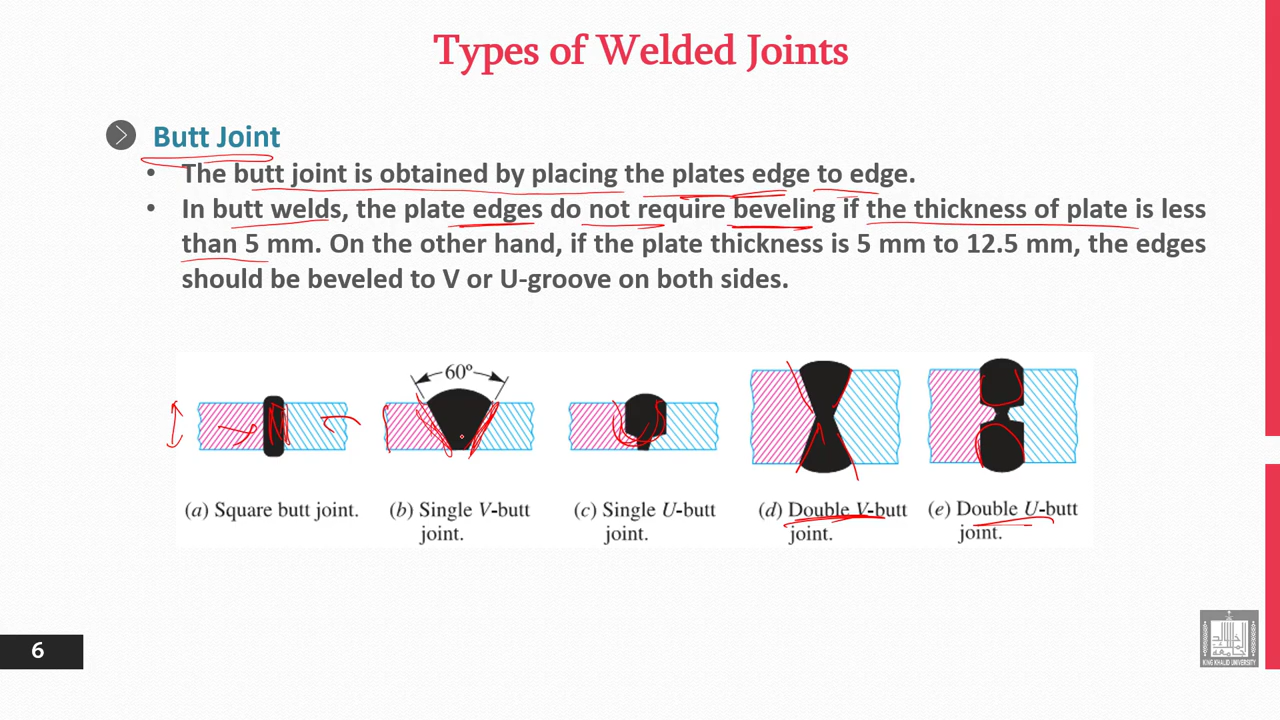 Types of Welded Joints
Butt Joint
• The butt joint is obtained by placing the plates edge to edge.
• In butt welds, the plate edges do not require beveling if the thickness of plate is less
than 5 mm. On the other hand, if the plate thickness is 5 mm to 12.5 mm, the edges
should be beveled to V or U-groove on both sides.
60º
(a) Square butt joint.
(b) Single V-butt
joint.
(c) Single U-butt
joint.
(d) Double V-butt
joint.
(e) Double U-butt
joint.
6
KING KHALID UNIVERSITY